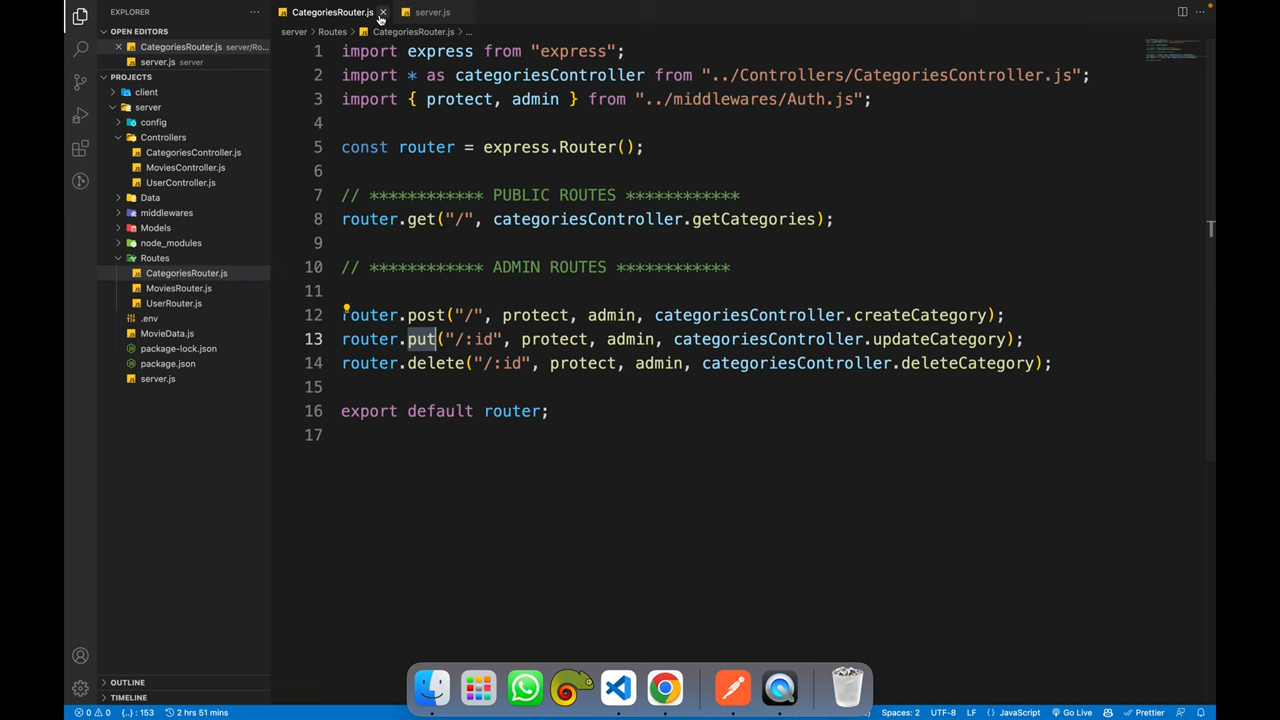 EXPLORER
OPEN EDITORS
CategoriesRouter.js server/Ro...
server.js server
PROJECTS
client
server
config
Controllers
CategoriesController.js
MoviesController.js
UserController.js
Data
middlewares
Models
node_modules
Routes
CategoriesRouter.js
MoviesRouter.js
UserRouter.js
.env
MovieData.js
package-lock.json
package.json
server.js
OUTLINE
TIMELINE
CategoriesRouter.js
server.js
server > Routes > CategoriesRouter.js > ...
1 import express from "express";
2 import * as categoriesController from "../Controllers/CategoriesController.js";
3 import { protect, admin } from "../middlewares/Auth.js";
4
5 const router = express.Router();
6
7 // ************ PUBLIC ROUTES ************
8 router.get("/", categoriesController.getCategories);
9
10 // ************ ADMIN ROUTES ************
11
12 router.post("/", protect, admin, categoriesController.createCategory);
13 router.put("/:id", protect, admin, categoriesController.updateCategory);
14 router.delete("/:id", protect, admin, categoriesController.deleteCategory);
15
16 export default router;
17
0 0 {..} : 153 2 hrs 51 mins Spaces: 2 UTF-8 LF {} JavaScript Go Live Prettier